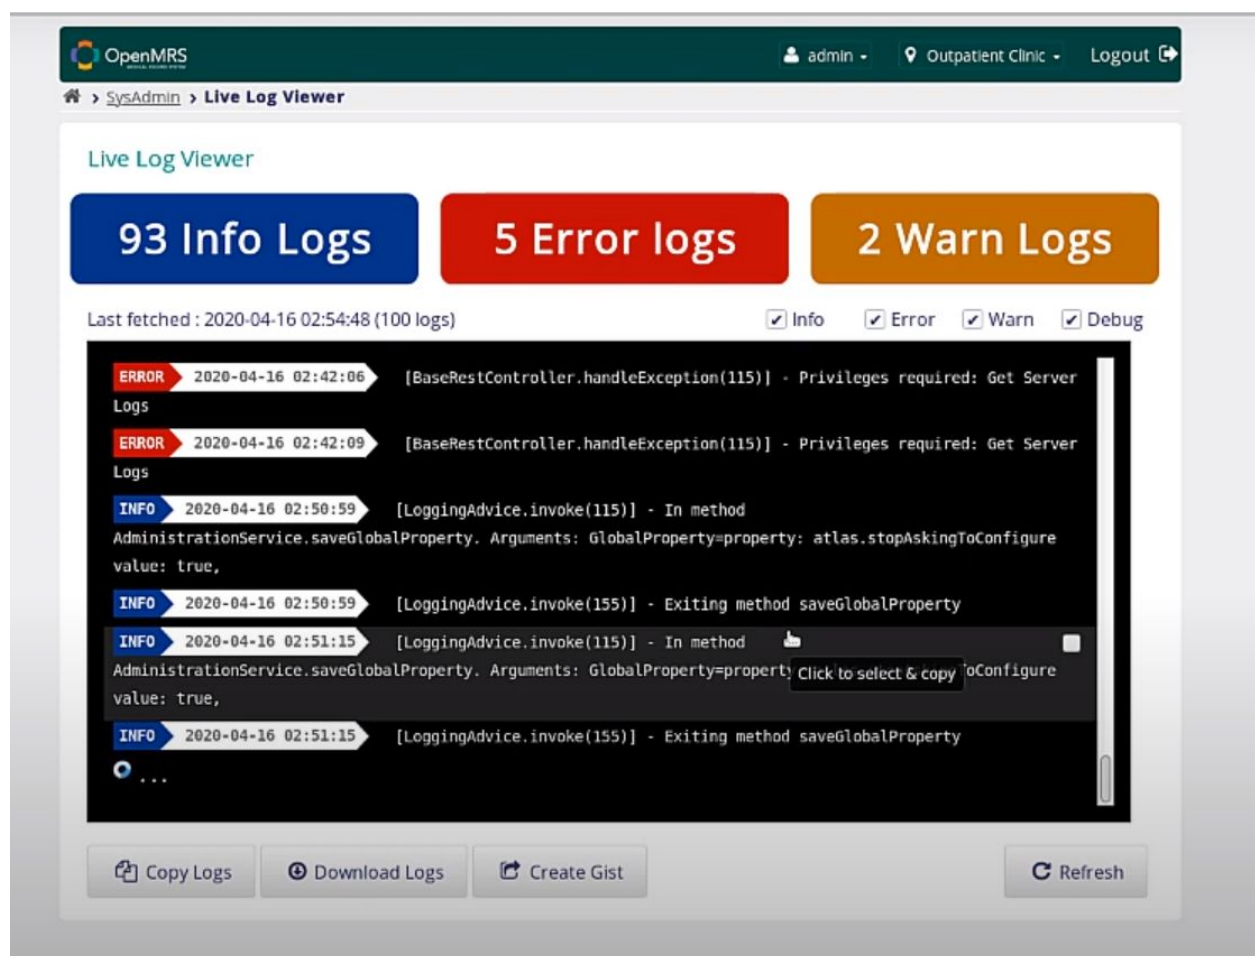 OpenMRS
admin
Outpatient Clinic
Logout
SysAdmin > Live Log Viewer
Live Log Viewer
93 Info Logs
5 Error logs
2 Warn Logs
Last fetched : 2020-04-16 02:54:48 (100 logs)
Info
Error
Warn
Debug
ERROR 2020-04-16 02:42:06 [BaseRestController.handleException(115)] - Privileges required: Get Server
Logs
ERROR 2020-04-16 02:42:09 [BaseRestController.handleException(115)] - Privileges required: Get Server
Logs
INFO 2020-04-16 02:50:59 [LoggingAdvice.invoke(115)] - In method
AdministrationService.saveGlobalProperty. Arguments: GlobalProperty=property: atlas.stopAskingToConfigure
value: true,
INFO 2020-04-16 02:50:59 [LoggingAdvice.invoke(155)] - Exiting method saveGlobalProperty
INFO 2020-04-16 02:51:15 [LoggingAdvice.invoke(115)] - In method
AdministrationService.saveGlobalProperty. Arguments: GlobalProperty=property oConfigure
Click to select & copy
value: true,
INFO 2020-04-16 02:51:15 [LoggingAdvice.invoke(155)] - Exiting method saveGlobalProperty
...
Copy Logs
Download Logs
Create Gist
Refresh